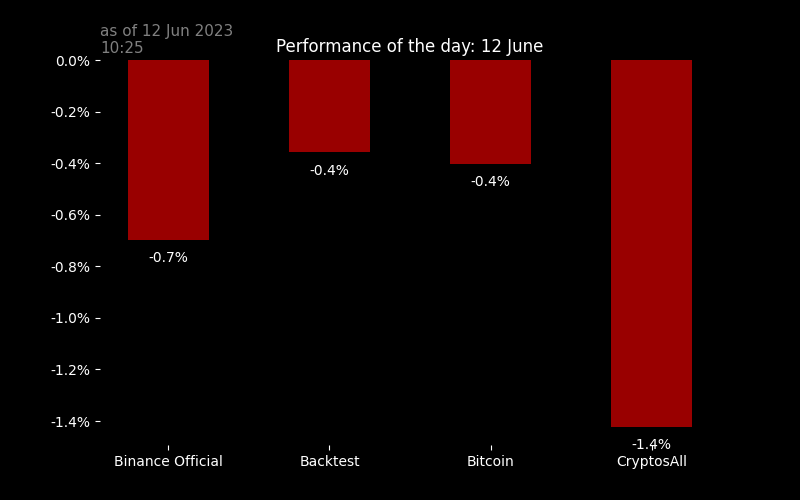 as of 12 Jun 2023
10:25
Performance of the day: 12 June
0.0%
-0.2%
-0.4%
-0.6%
-0.8%
-1.0%
-1.2%
-1.4%
-0.7%
-0.4%
-0.4%
-1.4%
Binance Official
Backtest
Bitcoin
CryptosAll